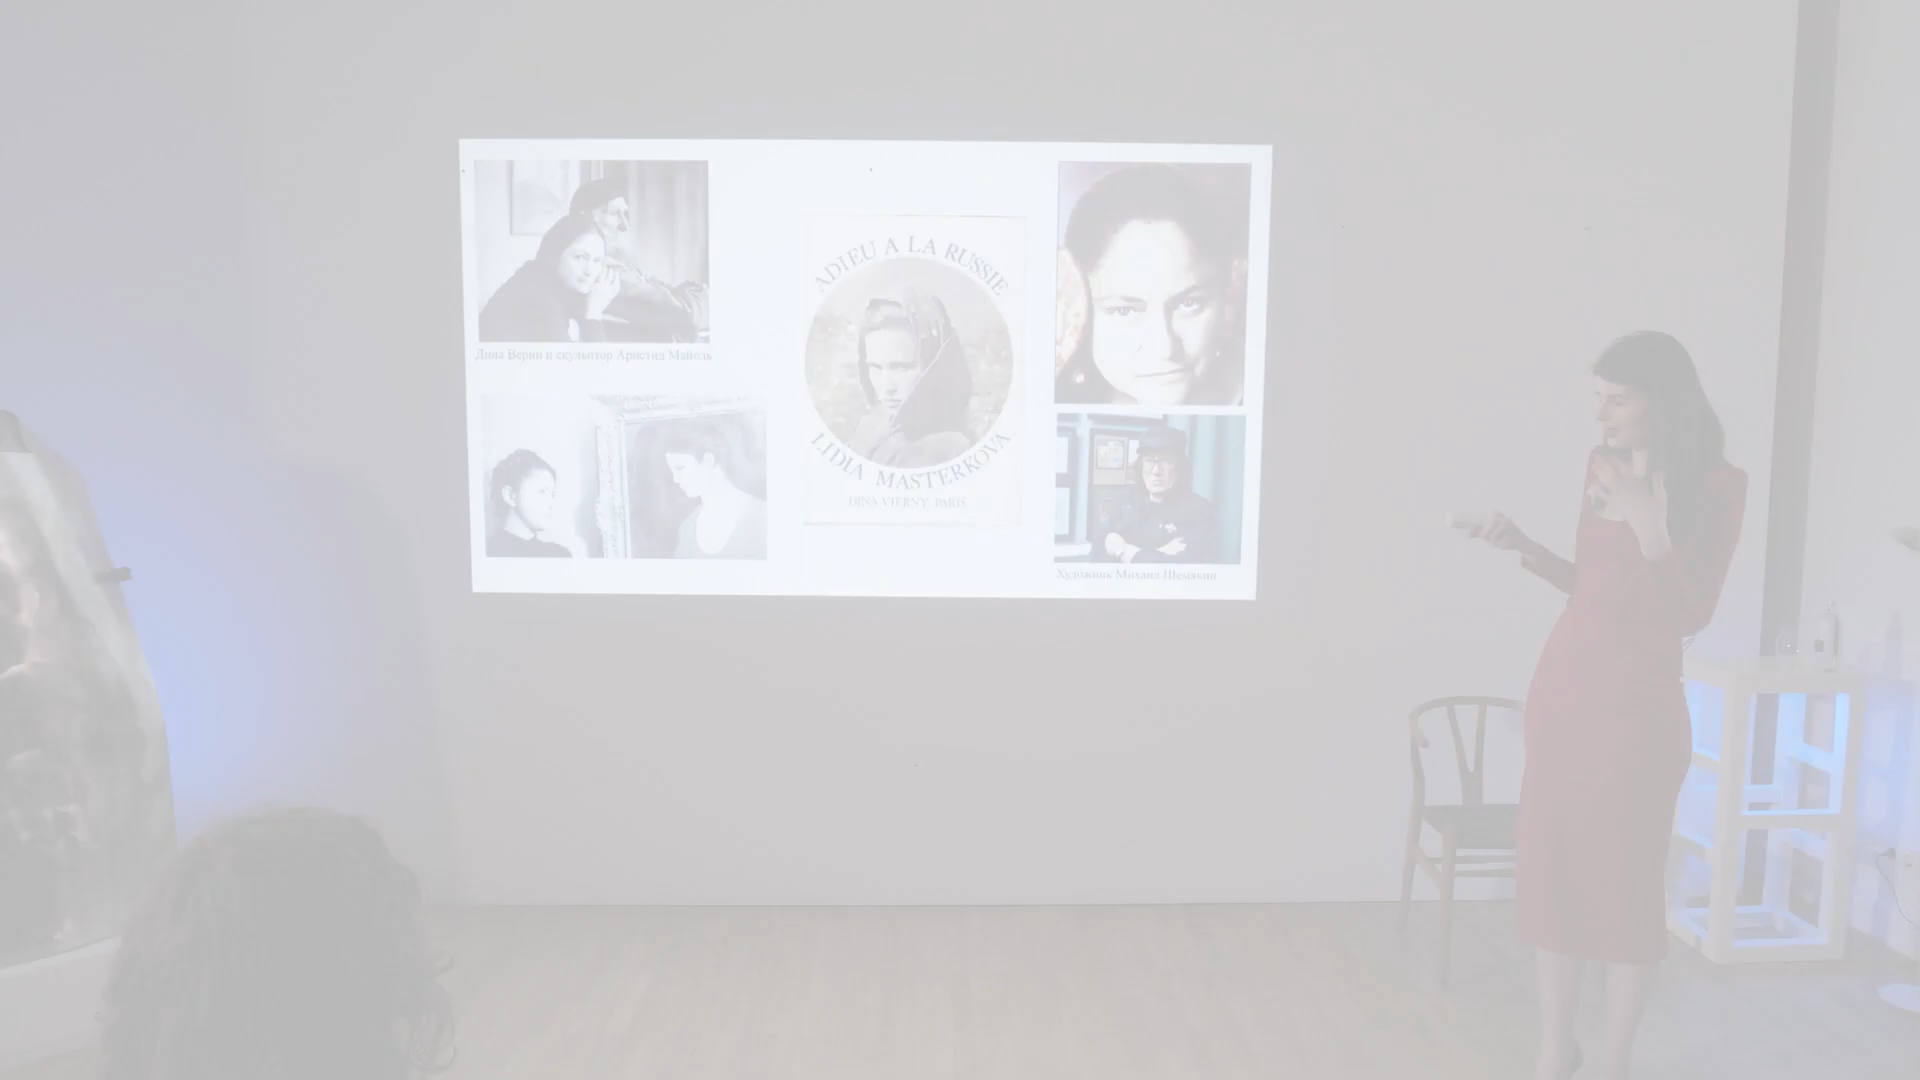 Дина Верни и скульптор Аристид Майоль
ADIEU A LA RUSSIE
LIDIA MASTERKOVA
DINA VIERNY PARIS
Художник Михаил Шемякин